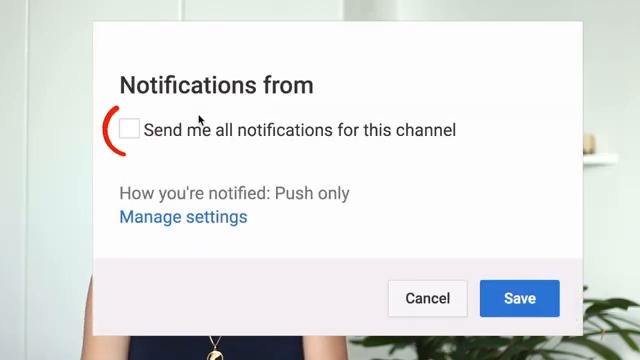 Notifications from
Send me all notifications for this channel
How you're notified: Push only
Manage settings
Cancel
Save